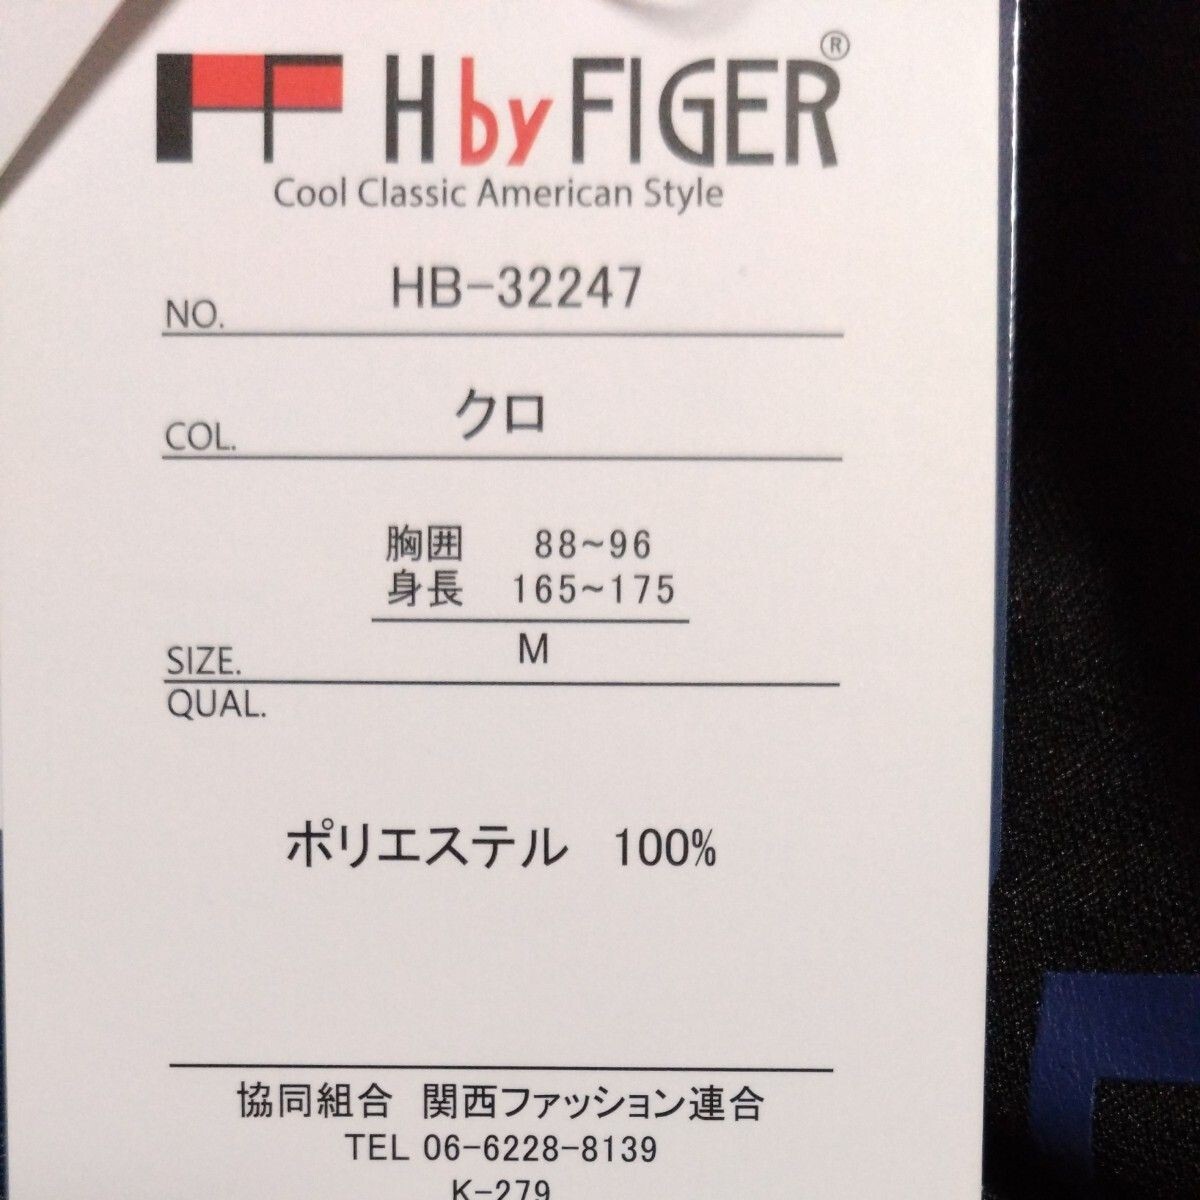 H by FIGER®
Cool Classic American Style
NO. HB-32247
COL. クロ
胸囲 88~96
身長 165~175
SIZE. M
QUAL.
ポリエステル 100%
協同組合 関西ファッション連合
TEL 06-6228-8139
K-279